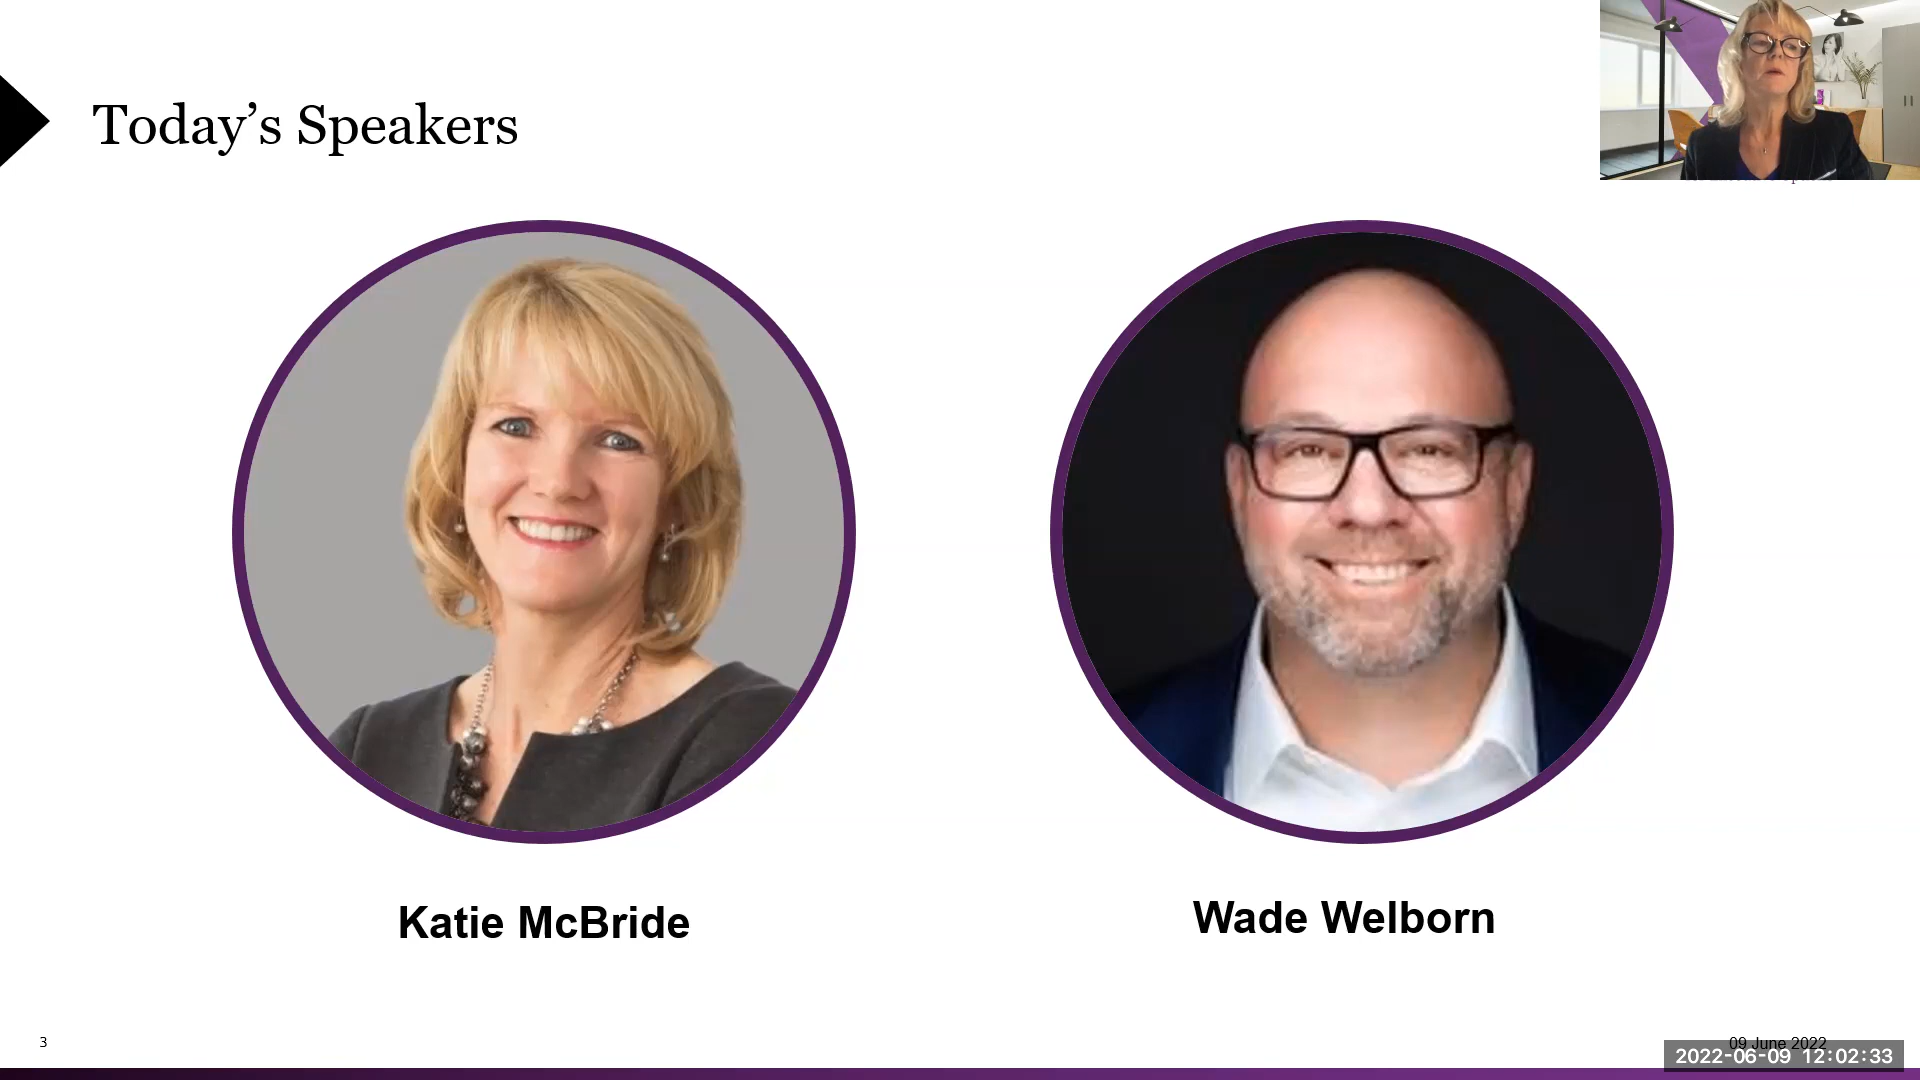 Today’s Speakers
Katie McBride
Wade Welborn
3
09 June 2022
2022-06-09 12:02:33